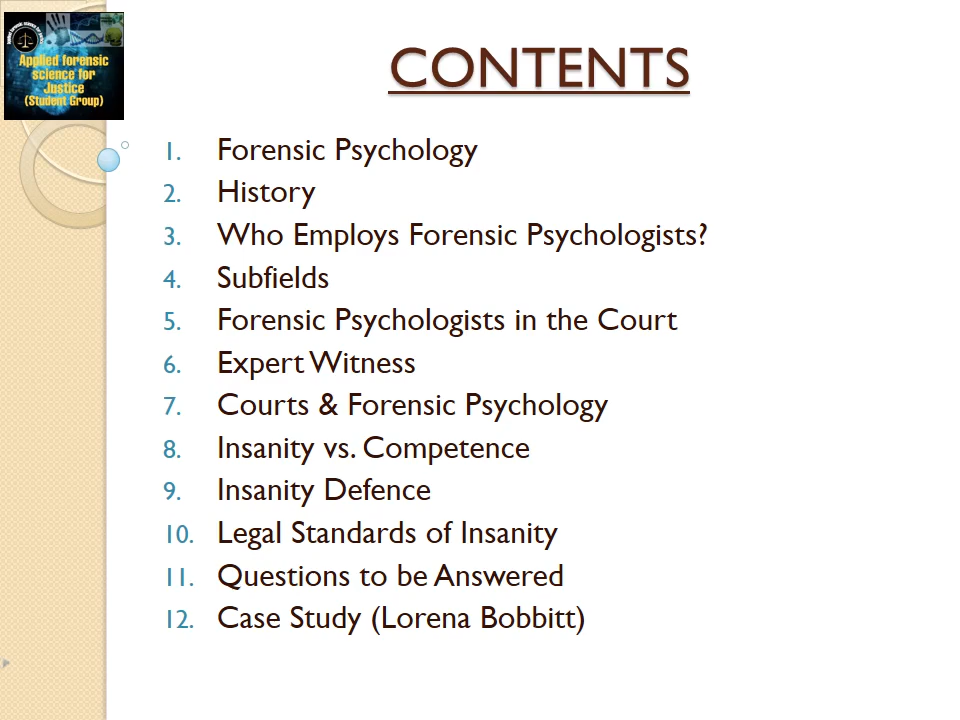 Applied forensic
science for
Justice
(Student Group)
CONTENTS
1. Forensic Psychology
2. History
3. Who Employs Forensic Psychologists?
4. Subfields
5. Forensic Psychologists in the Court
6. Expert Witness
7. Courts & Forensic Psychology
8. Insanity vs. Competence
9. Insanity Defence
10. Legal Standards of Insanity
11. Questions to be Answered
12. Case Study (Lorena Bobbitt)